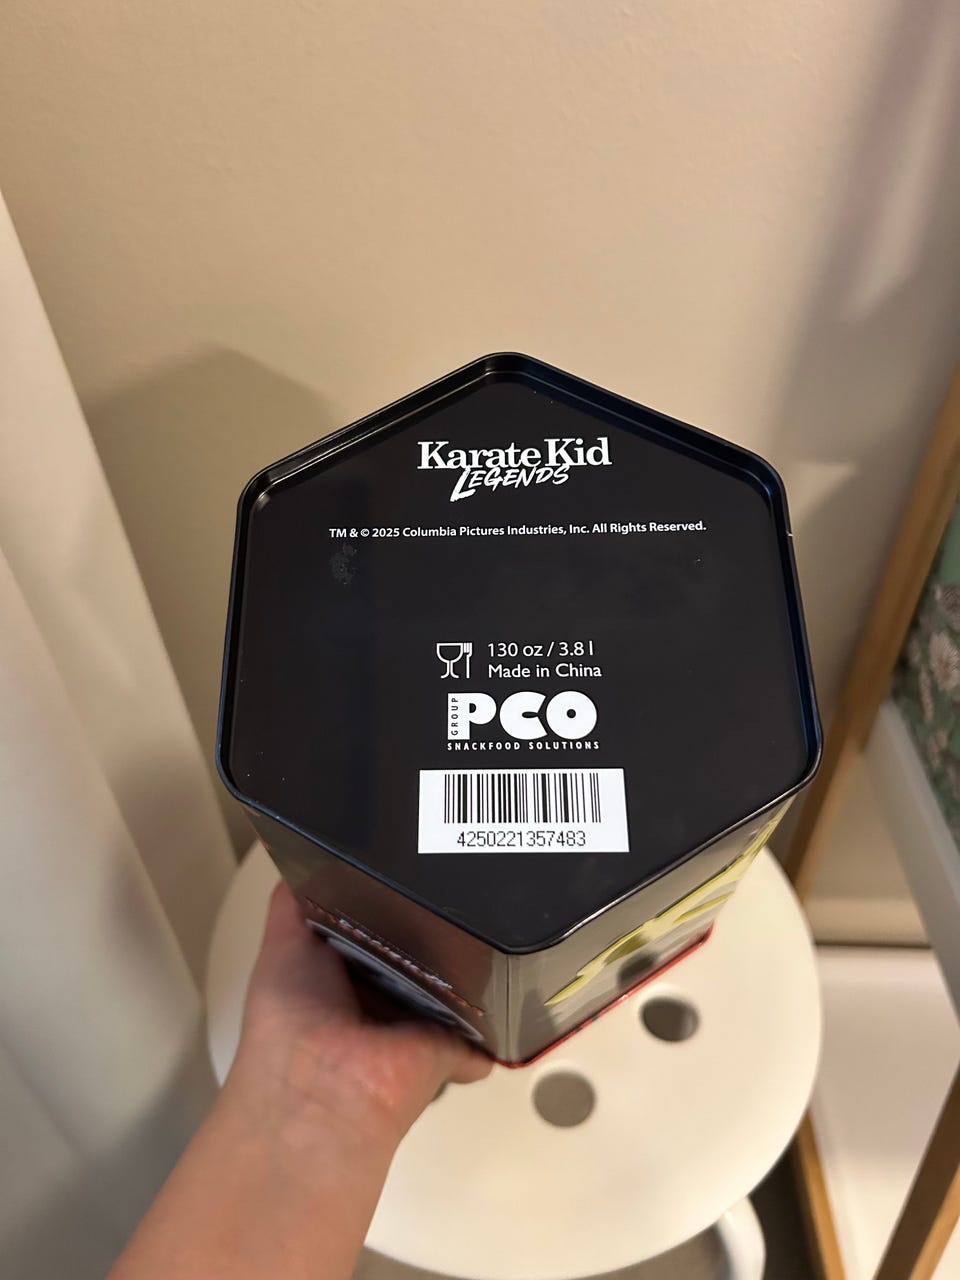 Karate Kid
LEGENDS
TM & © 2025 Columbia Pictures Industries, Inc. All Rights Reserved.
130 oz / 3.8 l
Made in China
GROUP
PCO
SNACKFOOD SOLUTIONS
4250221357483